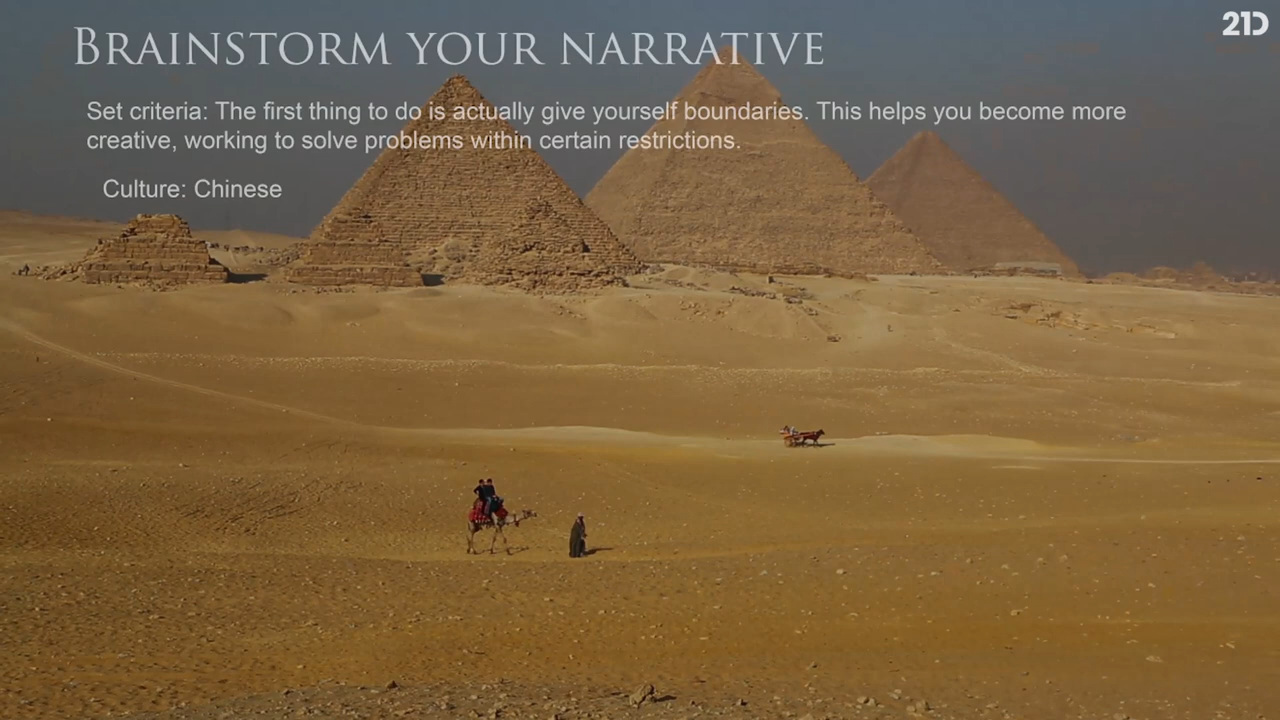 Brainstorm your narrative
21D
Set criteria: The first thing to do is actually give yourself boundaries. This helps you become more
creative, working to solve problems within certain restrictions.
Culture: Chinese